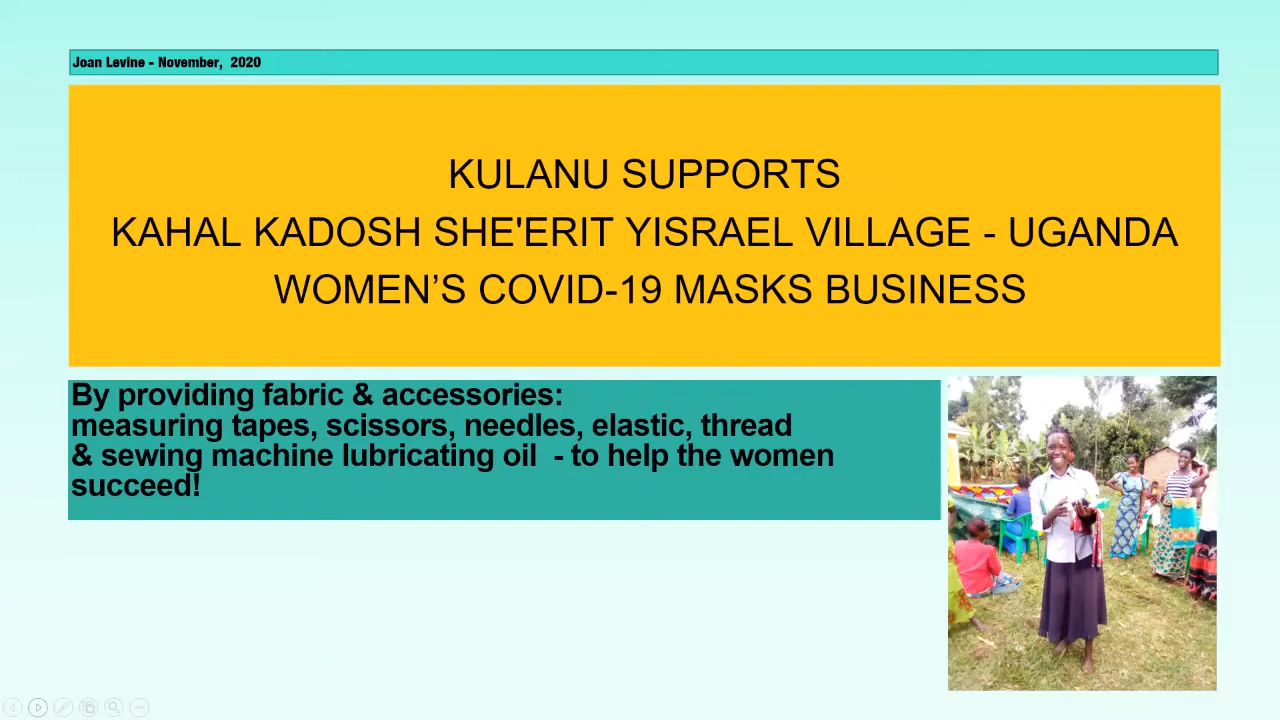 Joan Levine - November,  2020
KULANU SUPPORTS
KAHAL KADOSH SHE'ERIT YISRAEL VILLAGE - UGANDA
WOMEN’S COVID-19 MASKS BUSINESS
By providing fabric & accessories:
measuring tapes, scissors, needles, elastic, thread
& sewing machine lubricating oil  - to help the women
succeed!